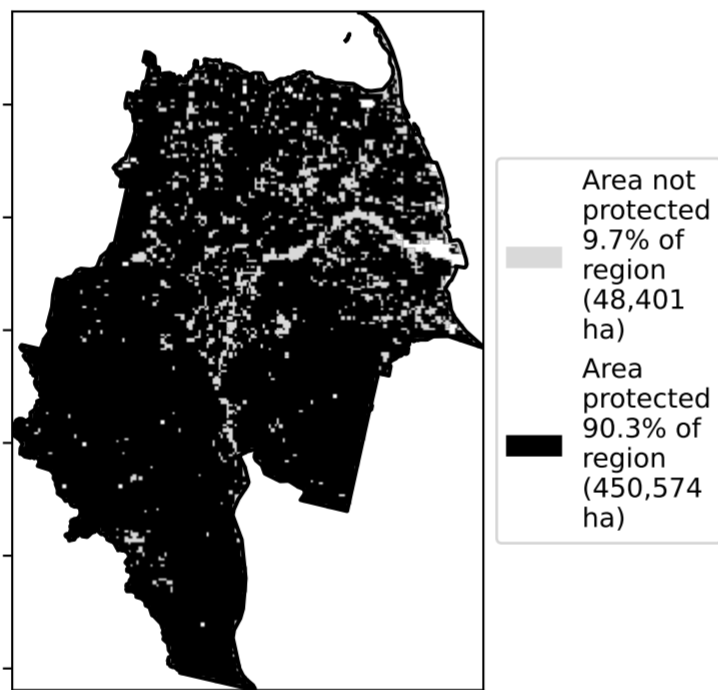 Area not
protected
9.7% of
region
(48,401
ha)
Area
protected
90.3% of
region
(450,574
ha)